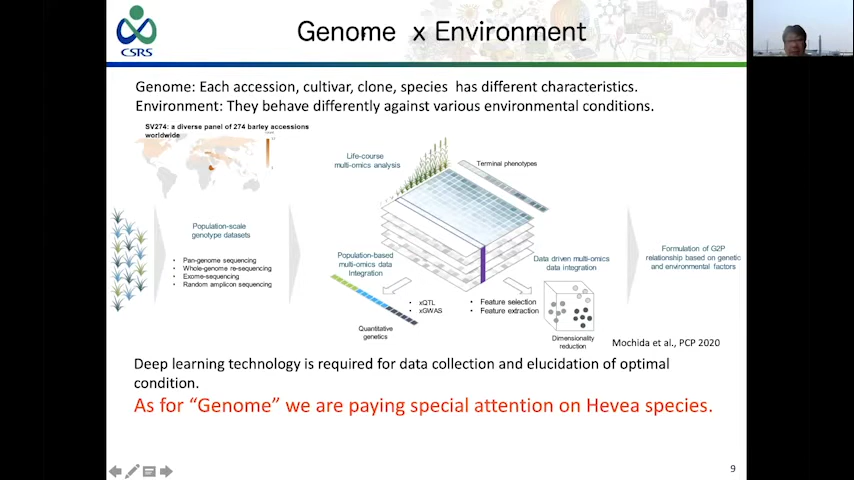 CSRS
Genome x Environment
Genome: Each accession, cultivar, clone, species has different characteristics.
Environment: They behave differently against various environmental conditions.
SV274: a diverse panel of 274 barley accessions
worldwide
Life-course
multi-omics analysis
Terminal phenotypes
Population-scale
genotype datasets
• Pan-genome sequencing
• Whole-genome re-sequencing
• Exome-sequencing
• Random amplicon sequencing
Population-based
multi-omics data
Integration
Data driven multi-omics
data integration
Formulation of G2P
relationship based on genetic
and environmental factors
• xQTL
• xGWAS
• Feature selection
• Feature extraction
Quantitative
genetics
Dimensionality
reduction
Mochida et al., PCP 2020
Deep learning technology is required for data collection and elucidation of optimal
condition.
As for “Genome” we are paying special attention on Hevea species.
9